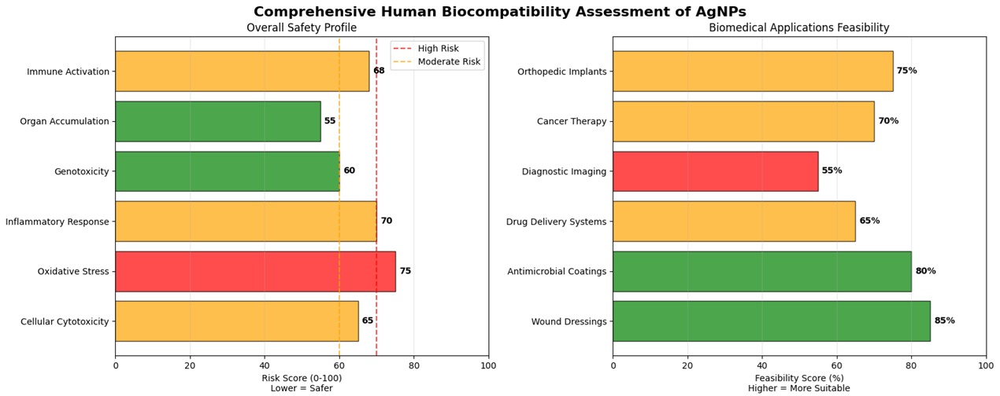 Comprehensive Human Biocompatibility Assessment of AgNPs
Overall Safety Profile
High Risk
Moderate Risk
Immune Activation
68
Organ Accumulation
55
Genotoxicity
60
Inflammatory Response
70
Oxidative Stress
75
Cellular Cytotoxicity
65
0
20
40
60
80
100
Risk Score (0-100)
Lower = Safer
Biomedical Applications Feasibility
Orthopedic Implants
75%
Cancer Therapy
70%
Diagnostic Imaging
55%
Drug Delivery Systems
65%
Antimicrobial Coatings
80%
Wound Dressings
85%
0
20
40
60
80
100
Feasibility Score (%)
Higher = More Suitable